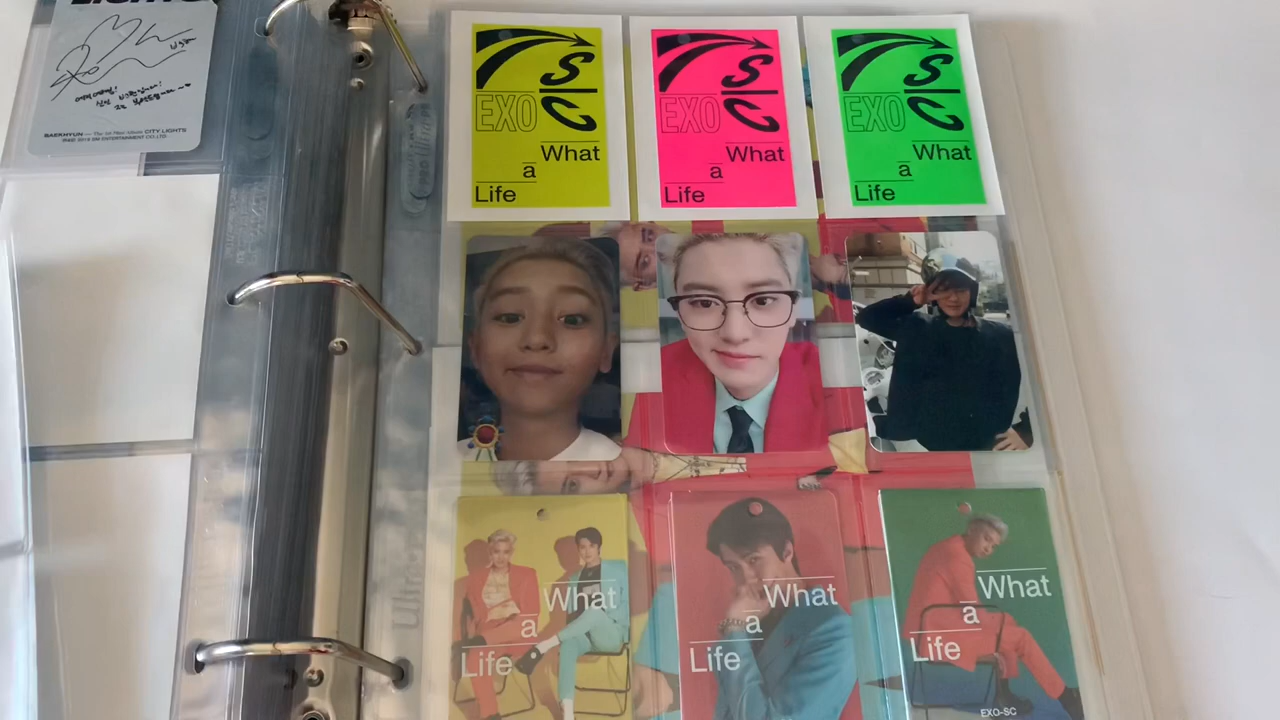 BAEKHYUN — The 1st Mini Album CITY LIGHTS
EXO
SC
What
a
Life
EXO
SC
What
a
Life
EXO
SC
What
a
Life
What
a
Life
What
a
Life
What
a
Life
EXO-SC